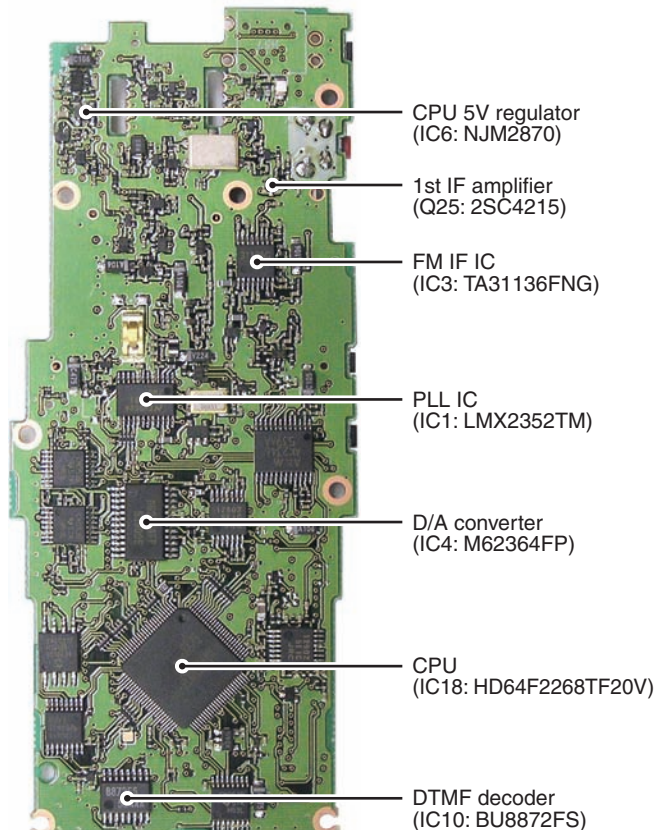 CPU 5V regulator
(IC6: NJM2870)
1st IF amplifier
(Q25: 2SC4215)
FM IF IC
(IC3: TA31136FNG)
PLL IC
(IC1: LMX2352TM)
D/A converter
(IC4: M62364FP)
CPU
(IC18: HD64F2268TF20V)
DTMF decoder
(IC10: BU8872FS)